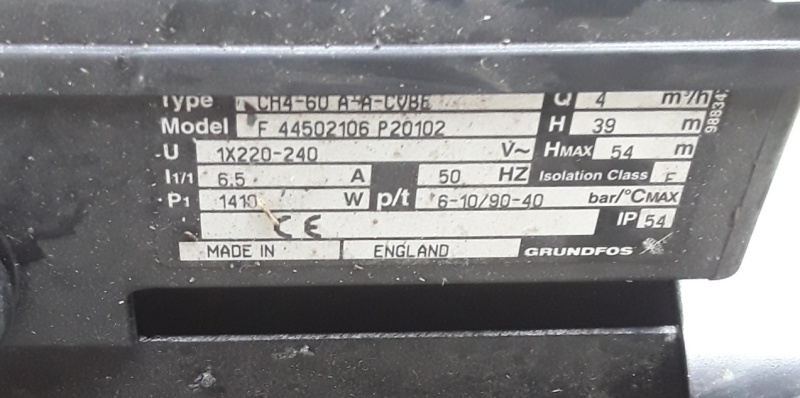 Type CH4-60 A-A-CVBE Q 4 m³/h
Model F 44502106 P20102 H 39 m
U 1X220-240 V~ HMAX 54 m
I1/1 6.5 A 50 HZ Isolation Class F
P1 1410 W p/t 6-10/90-40 bar/°CMAX
CE IP 54
MADE IN ENGLAND GRUNDFOS
98834